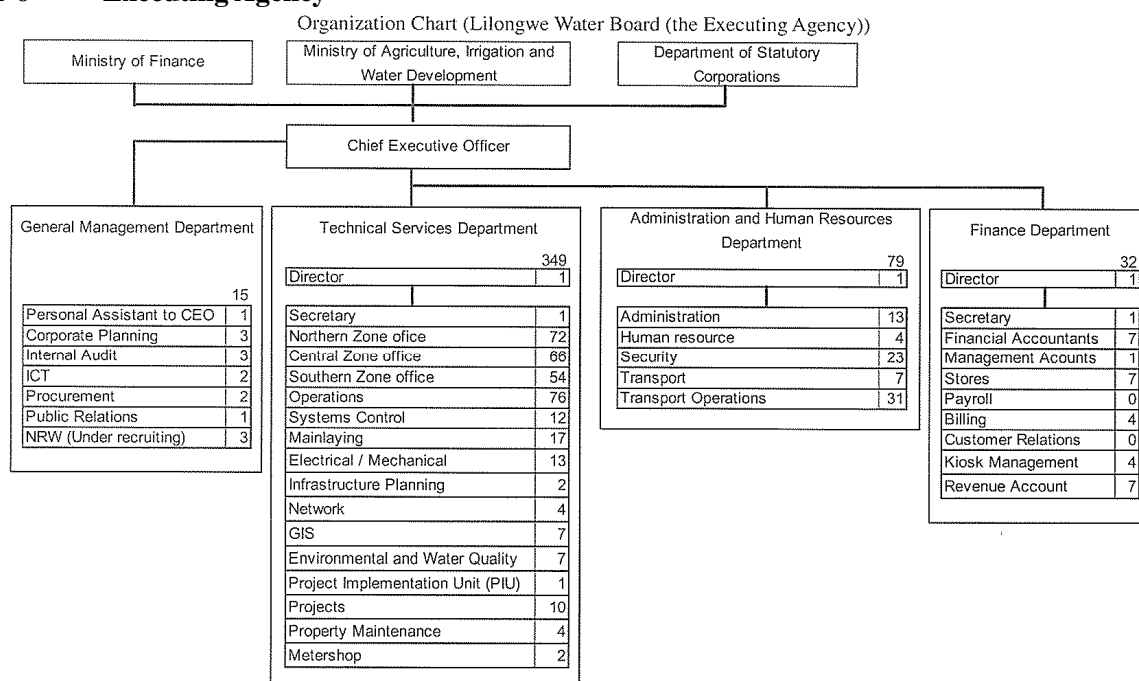 Executing Agency
Organization Chart (Lilongwe Water Board (the Executing Agency))
Ministry of Finance
Ministry of Agriculture, Irrigation and
Water Development
Department of Statutory
Corporations
Chief Executive Officer
General Management Department
15
Personal Assistant to CEO 1
Corporate Planning 3
Internal Audit 3
ICT 2
Procurement 2
Public Relations 1
NRW (Under recruiting) 3
Technical Services Department
349
Director 1
Secretary 1
Northern Zone ofice 72
Central Zone office 66
Southern Zone office 54
Operations 76
Systems Control 12
Mainlaying 17
Electrical / Mechanical 13
Infrastructure Planning 2
Network 4
GIS 7
Environmental and Water Quality 7
Project Implementation Unit (PIU) 1
Projects 10
Property Maintenance 4
Metershop 2
Administration and Human Resources
Department
79
Director 1
Administration 13
Human resource 4
Security 23
Transport 7
Transport Operations 31
Finance Department
32
Director 1
Secretary 1
Financial Accountants 7
Management Acounts 1
Stores 7
Payroll 0
Billing 4
Customer Relations 0
Kiosk Management 4
Revenue Account 7